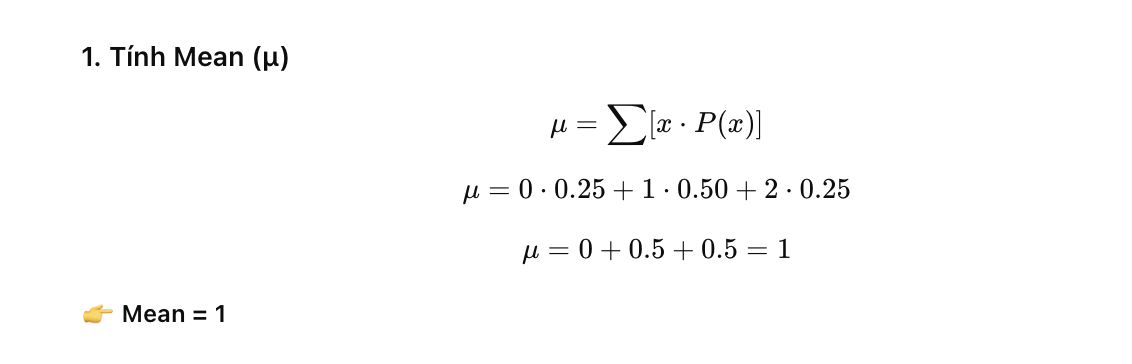 1. Tính Mean (μ)
μ = ∑[x · P(x)]
μ = 0 · 0.25 + 1 · 0.50 + 2 · 0.25
μ = 0 + 0.5 + 0.5 = 1
👉 Mean = 1